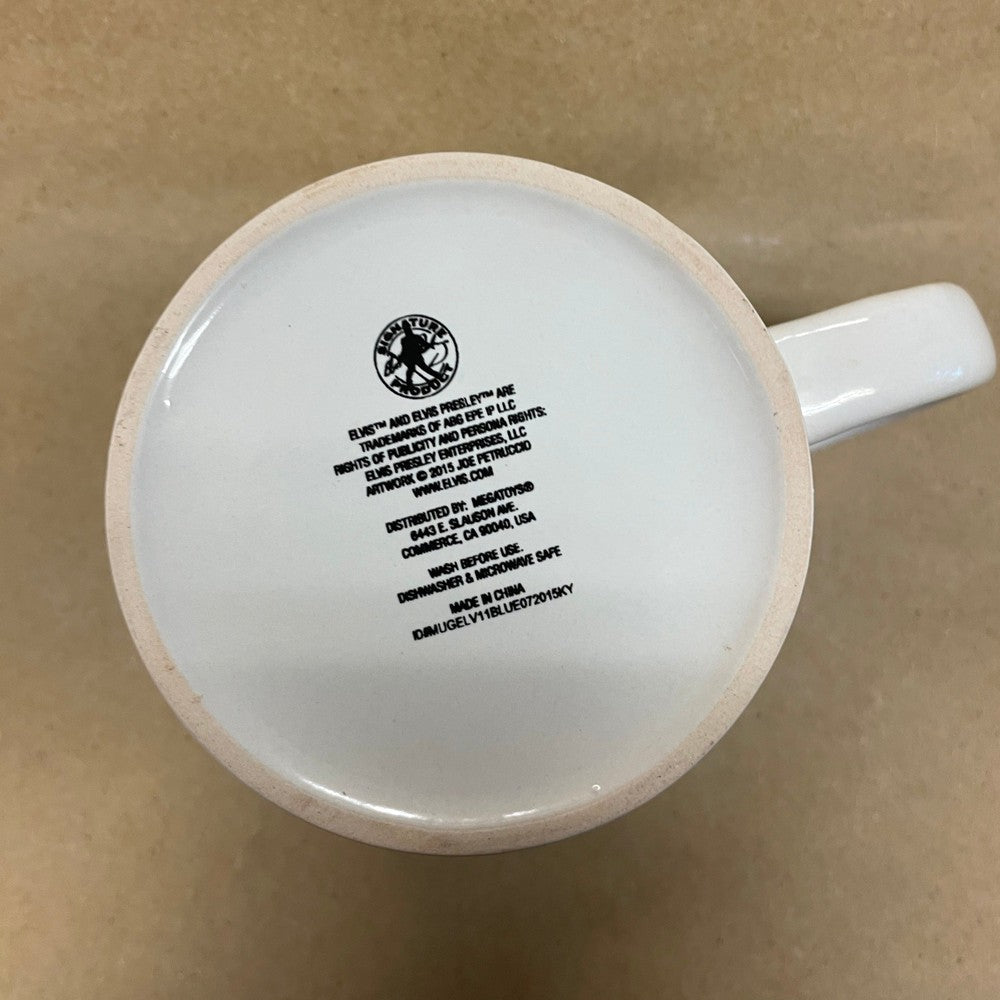 SIGNATURE
PRODUCT
ELVIS™ AND ELVIS PRESLEY™ ARE
TRADEMARKS OF ABG EPE IP LLC
RIGHTS OF PUBLICITY AND PERSONA RIGHTS:
ELVIS PRESLEY ENTERPRISES, LLC
ARTWORK © 2015 JOE PETRUCCIO
WWW.ELVIS.COM
DISTRIBUTED BY: MEGATOYS®
6443 E. SLAUSON AVE.
COMMERCE, CA 90040, USA
WASH BEFORE USE.
DISHWASHER & MICROWAVE SAFE
MADE IN CHINA
ID#MUGELV11BLUE072015KY